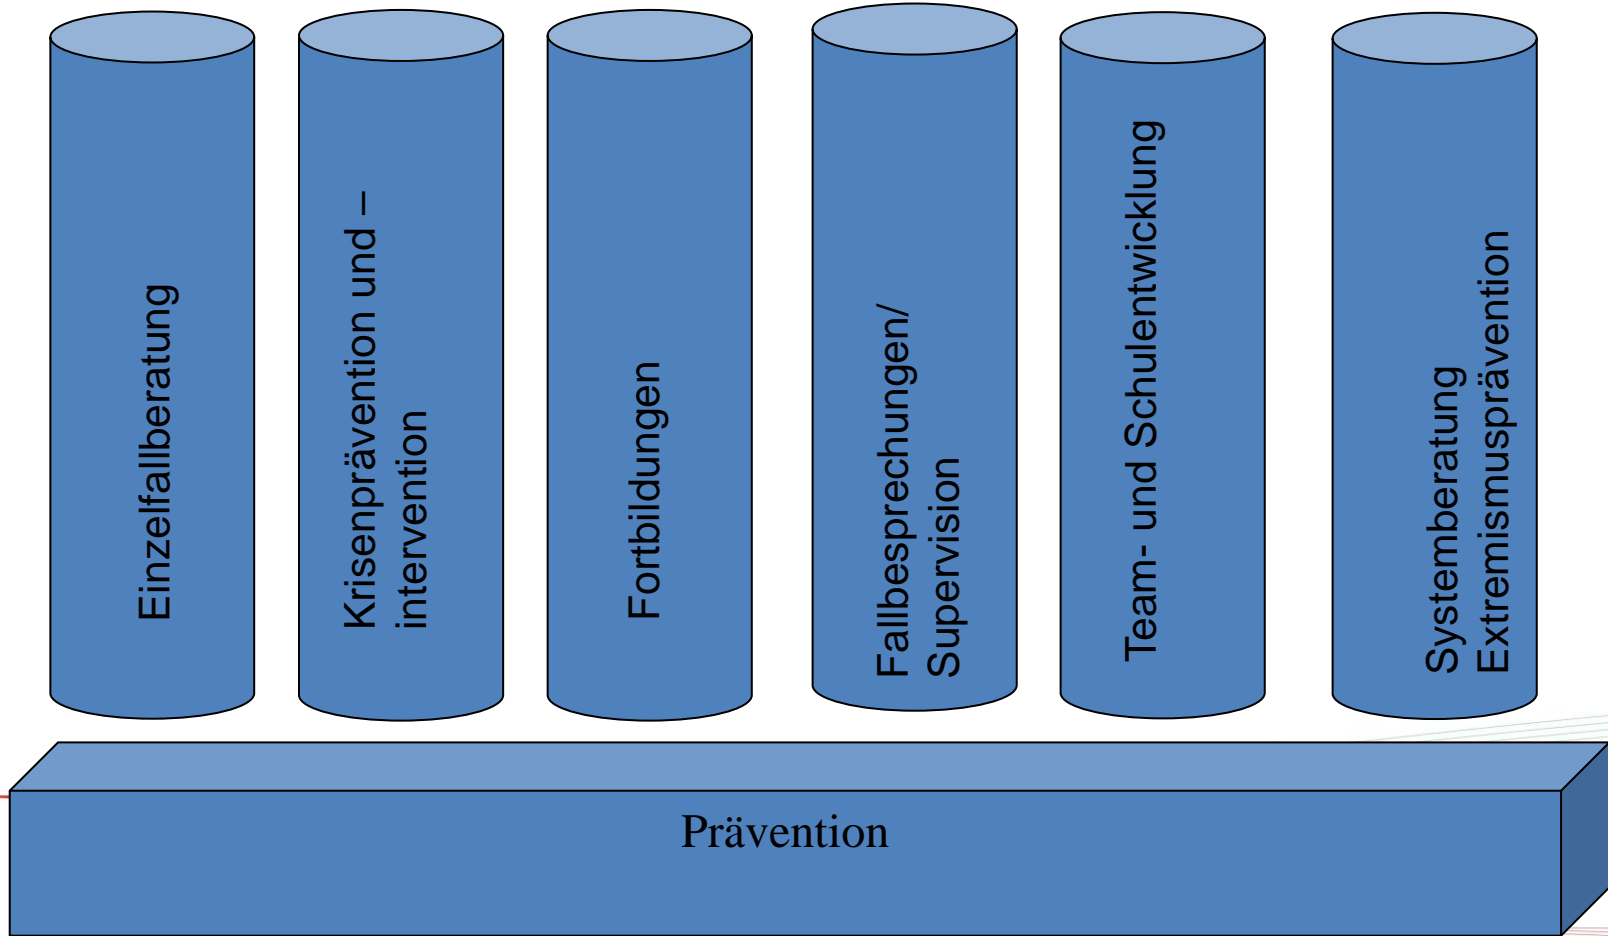 Einzelfallberatung
Krisenprävention und –
intervention
Fortbildungen
Fallbesprechungen/
Supervision
Team- und Schulentwicklung
Systemberatung
Extremismusprävention
Prävention